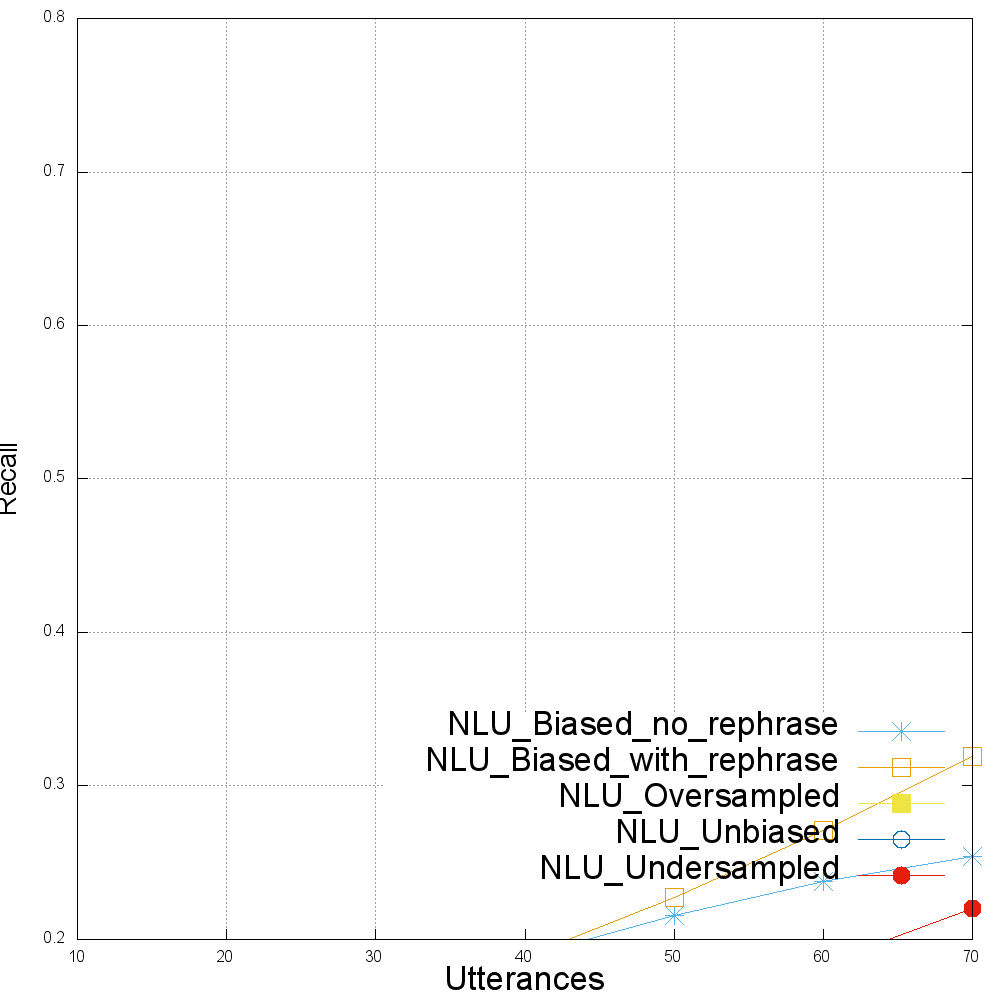 0.8
0.7
0.6
0.5
0.4
0.3
0.2
Recall
NLU_Biased_no_rephrase
NLU_Biased_with_rephrase
NLU_Oversampled
NLU_Unbiased
NLU_Undersampled
10 20 30 40 50 60 70
Utterances